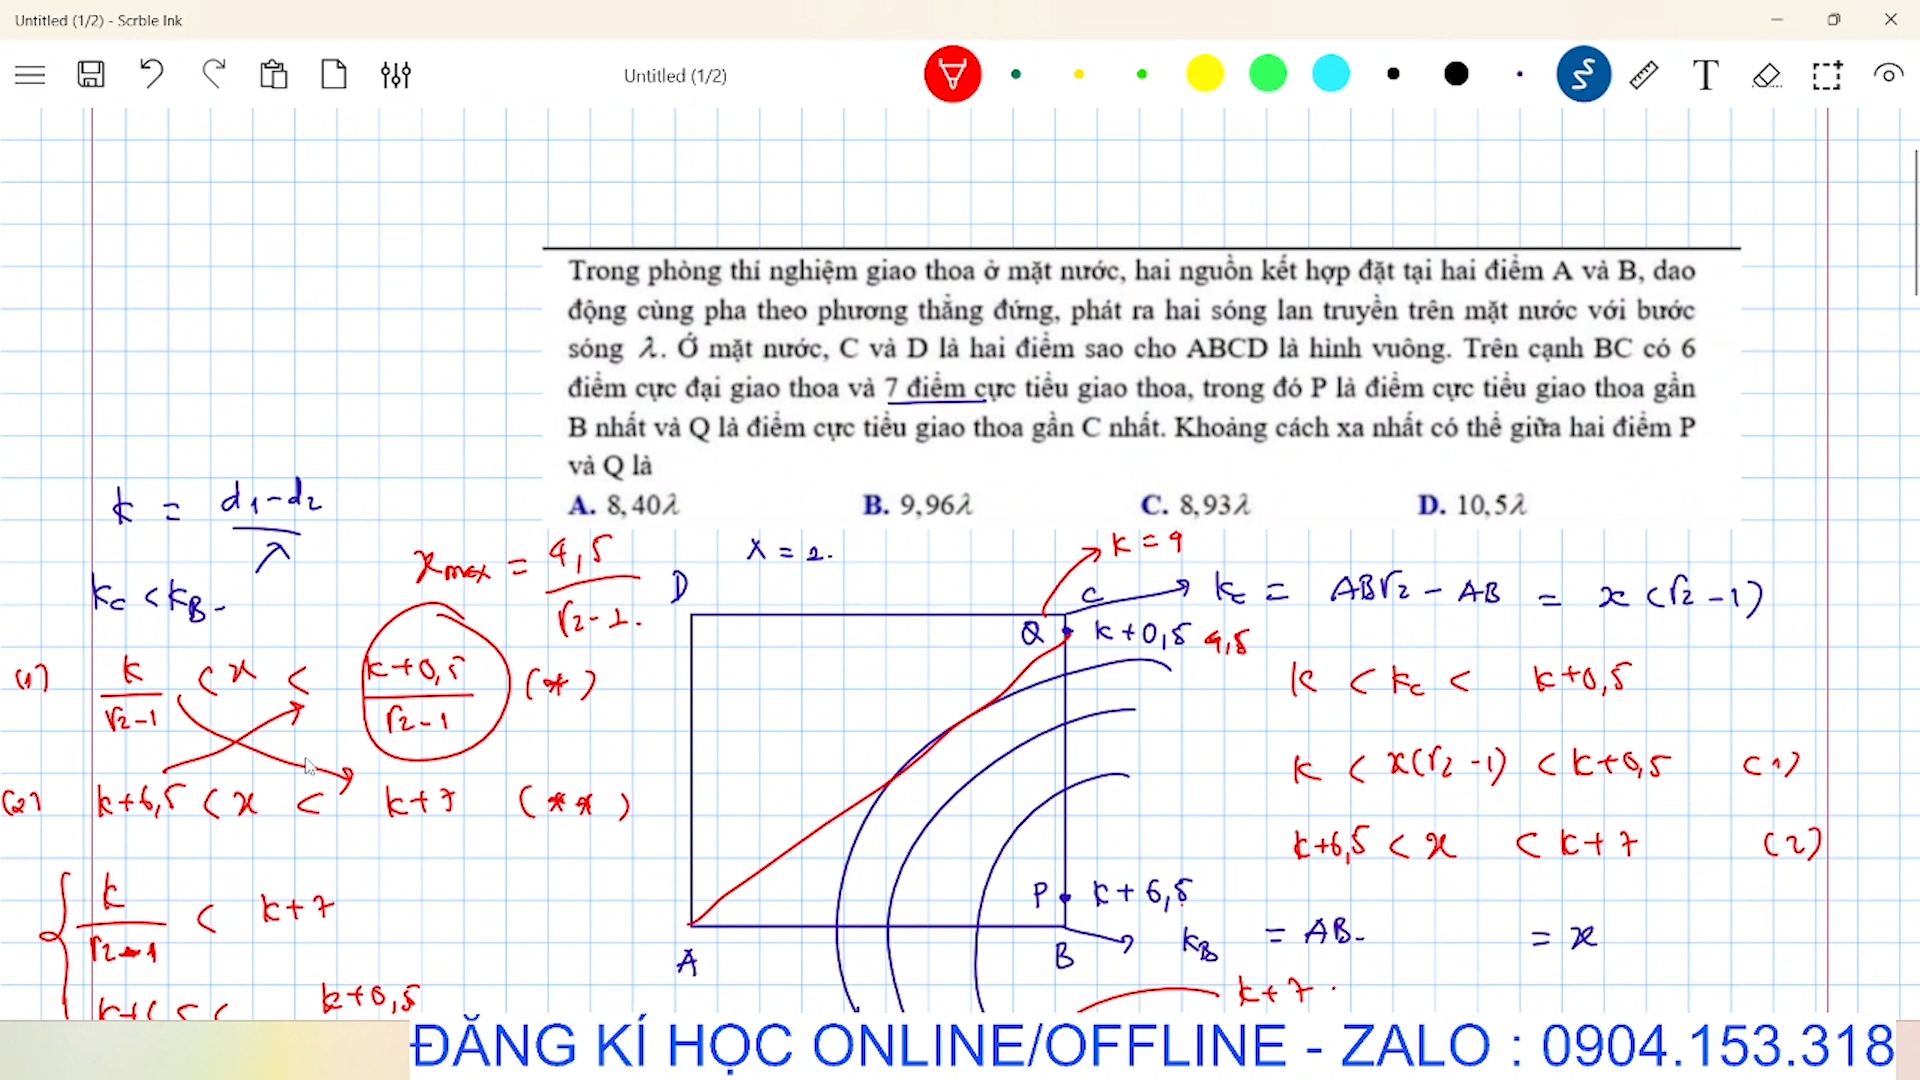 Untitled (1/2) - Scrble Ink
Untitled (1/2)
T
Trong phòng thí nghiệm giao thoa ở mặt nước, hai nguồn kết hợp đặt tại hai điểm A và B, dao
động cùng pha theo phương thẳng đứng, phát ra hai sóng lan truyền trên mặt nước với bước
sóng λ. Ở mặt nước, C và D là hai điểm sao cho ABCD là hình vuông. Trên cạnh BC có 6
điểm cực đại giao thoa và 7 điểm cực tiểu giao thoa, trong đó P là điểm cực tiểu giao thoa gần
B nhất và Q là điểm cực tiểu giao thoa gần C nhất. Khoảng cách xa nhất có thể giữa hai điểm P
và Q là
A. 8,40λ B. 9,96λ C. 8,93λ D. 10,5λ
k = (d1-d2)/λ
kc < kB
xmax = 4,5/(√2-1).
λ = 1.
k = 4
D
C
kc = AB√2 - AB = x(√2-1)
Q k+0,5 4,5
(1) k/(√2-1) < x < (k+0,5)/(√2-1) (*)
k < kc < k+0,5
k < x(√2-1) < k+0,5 (1)
(2) k+6,5 < x < k+7 (**)
k+6,5 < x < k+7 (2)
P k+6,5
k/(√2-1) < k+7
A
B
kB = AB = x
k+7
k+6,5 < k+0,5
ĐĂNG KÍ HỌC ONLINE/OFFLINE - ZALO : 0904.153.318